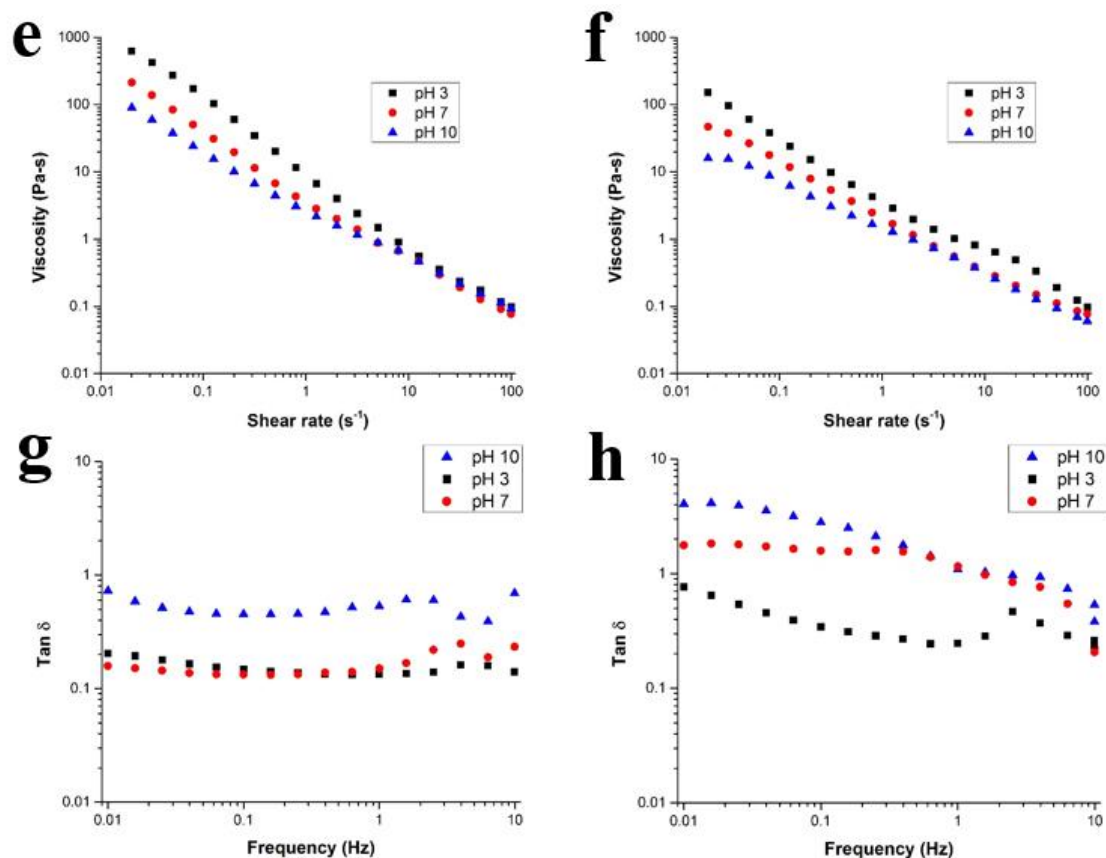 e
1000
100
10
1
0.1
0.01
Viscosity (Pa-s)
pH 3
pH 7
pH 10
0.01 0.1 1 10 100
Shear rate (s⁻¹)
f
1000
100
10
1
0.1
0.01
Viscosity (Pa-s)
pH 3
pH 7
pH 10
0.01 0.1 1 10 100
Shear rate (s⁻¹)
g
10
1
0.1
0.01
Tan δ
pH 10
pH 3
pH 7
0.01 0.1 1 10
Frequency (Hz)
h
10
1
0.1
0.01
Tan δ
pH 10
pH 3
pH 7
0.01 0.1 1 10
Frequency (Hz)